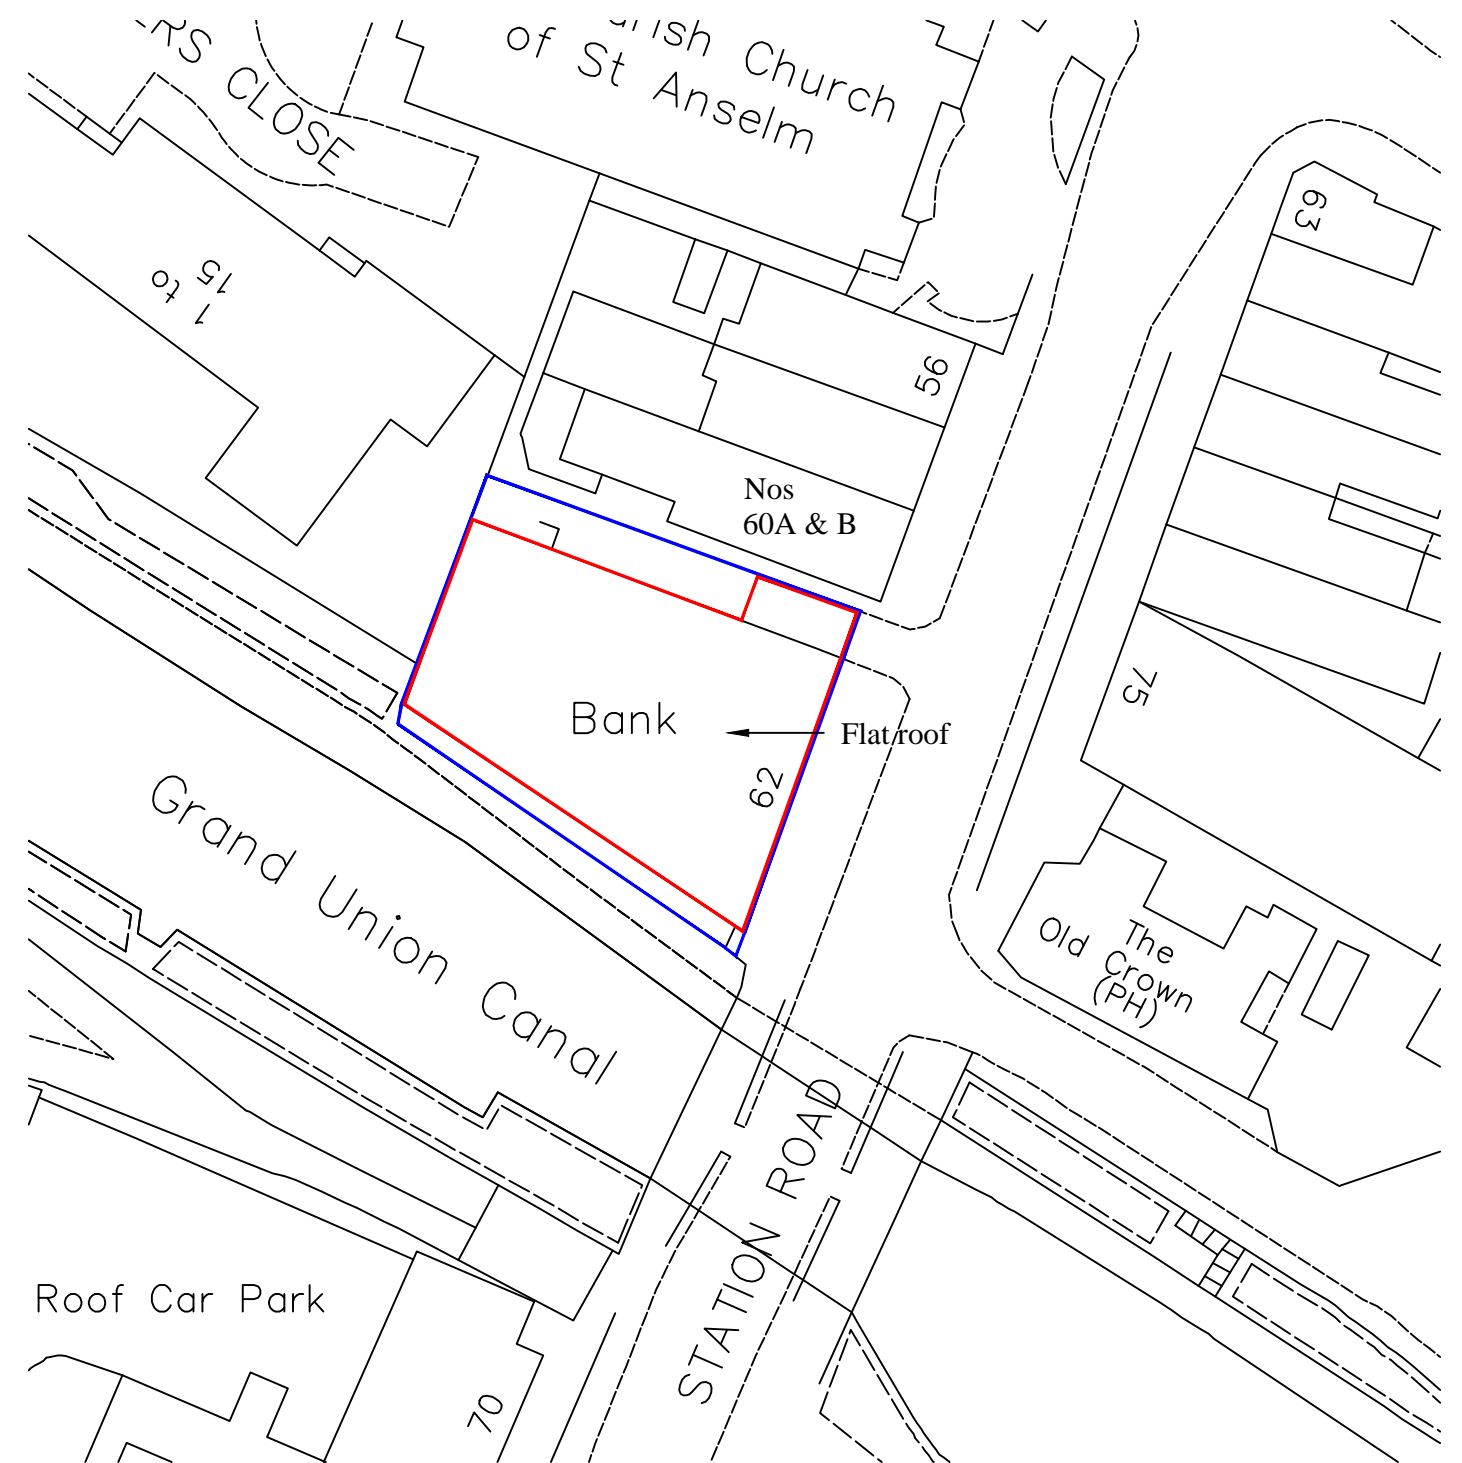 Church
of St Anselm
CLOSE
63
1 to
15
56
Nos
60A & B
75
Bank
Flat roof
62
Grand Union Canal
The
Old Crown
(PH)
STATION ROAD
Roof Car Park
70